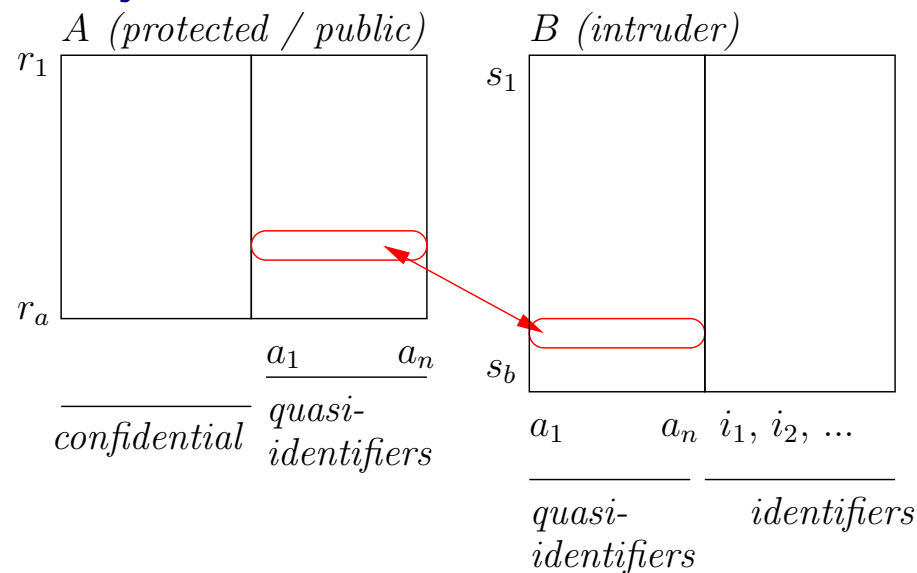 A (protected / public)
B (intruder)
r1
s1
ra
a1 an
sb
confidential
quasi-
identifiers
a1 an i1, i2, ...
quasi-
identifiers
identifiers